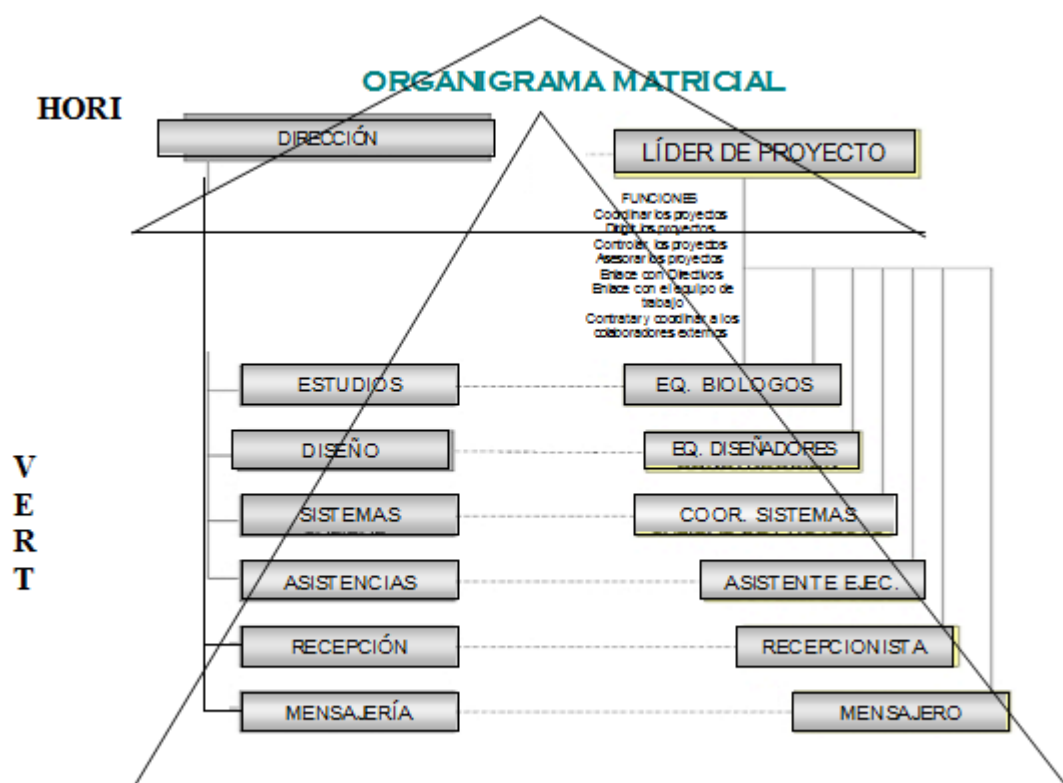 ORGANIGRAMA MATRICIAL
HORI
DIRECCIÓN
LÍDER DE PROYECTO
FUNCIONES
Coordinar los proyectos
Dirigir los proyectos
Controlar los proyectos
Asesorar los proyectos
Enlace con Directivos
Enlace con el equipo de
trabajo
Contratar y coordinar a los
colaboradores externos
ESTUDIOS
EQ. BIOLOGOS
DISEÑO
EQ. DISEÑADORES
SISTEMAS
COOR. SISTEMAS
ASISTENCIAS
ASISTENTE EJEC.
RECEPCIÓN
RECEPCIONISTA
MENSAJERÍA
MENSAJERO
V
E
R
T